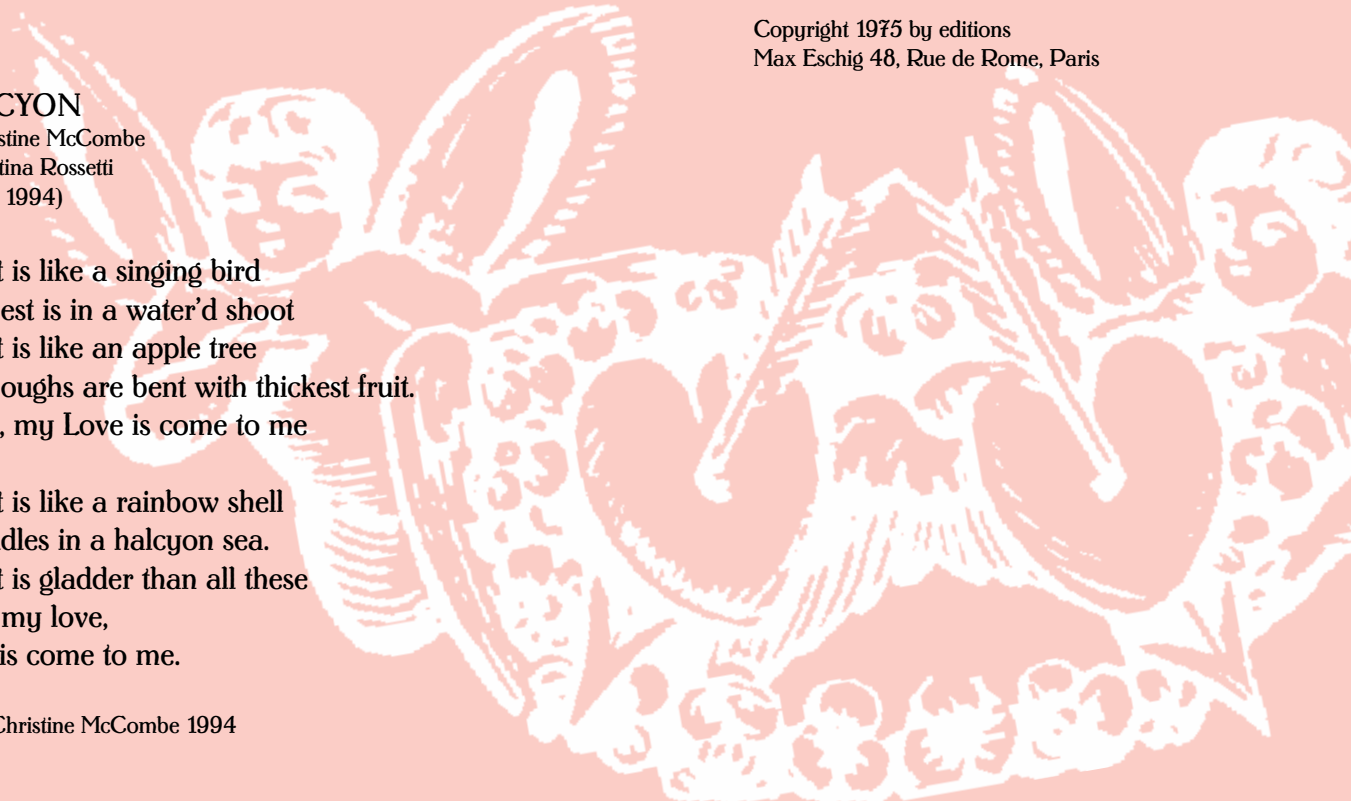 CYON
stine McCombe
tina Rossetti
1994)
t is like a singing bird
est is in a water'd shoot
t is like an apple tree
oughs are bent with thickest fruit.
, my Love is come to me
t is like a rainbow shell
dles in a halcyon sea.
t is gladder than all these
my love,
is come to me.
Christine McCombe 1994
Copyright 1975 by editions
Max Eschig 48, Rue de Rome, Paris